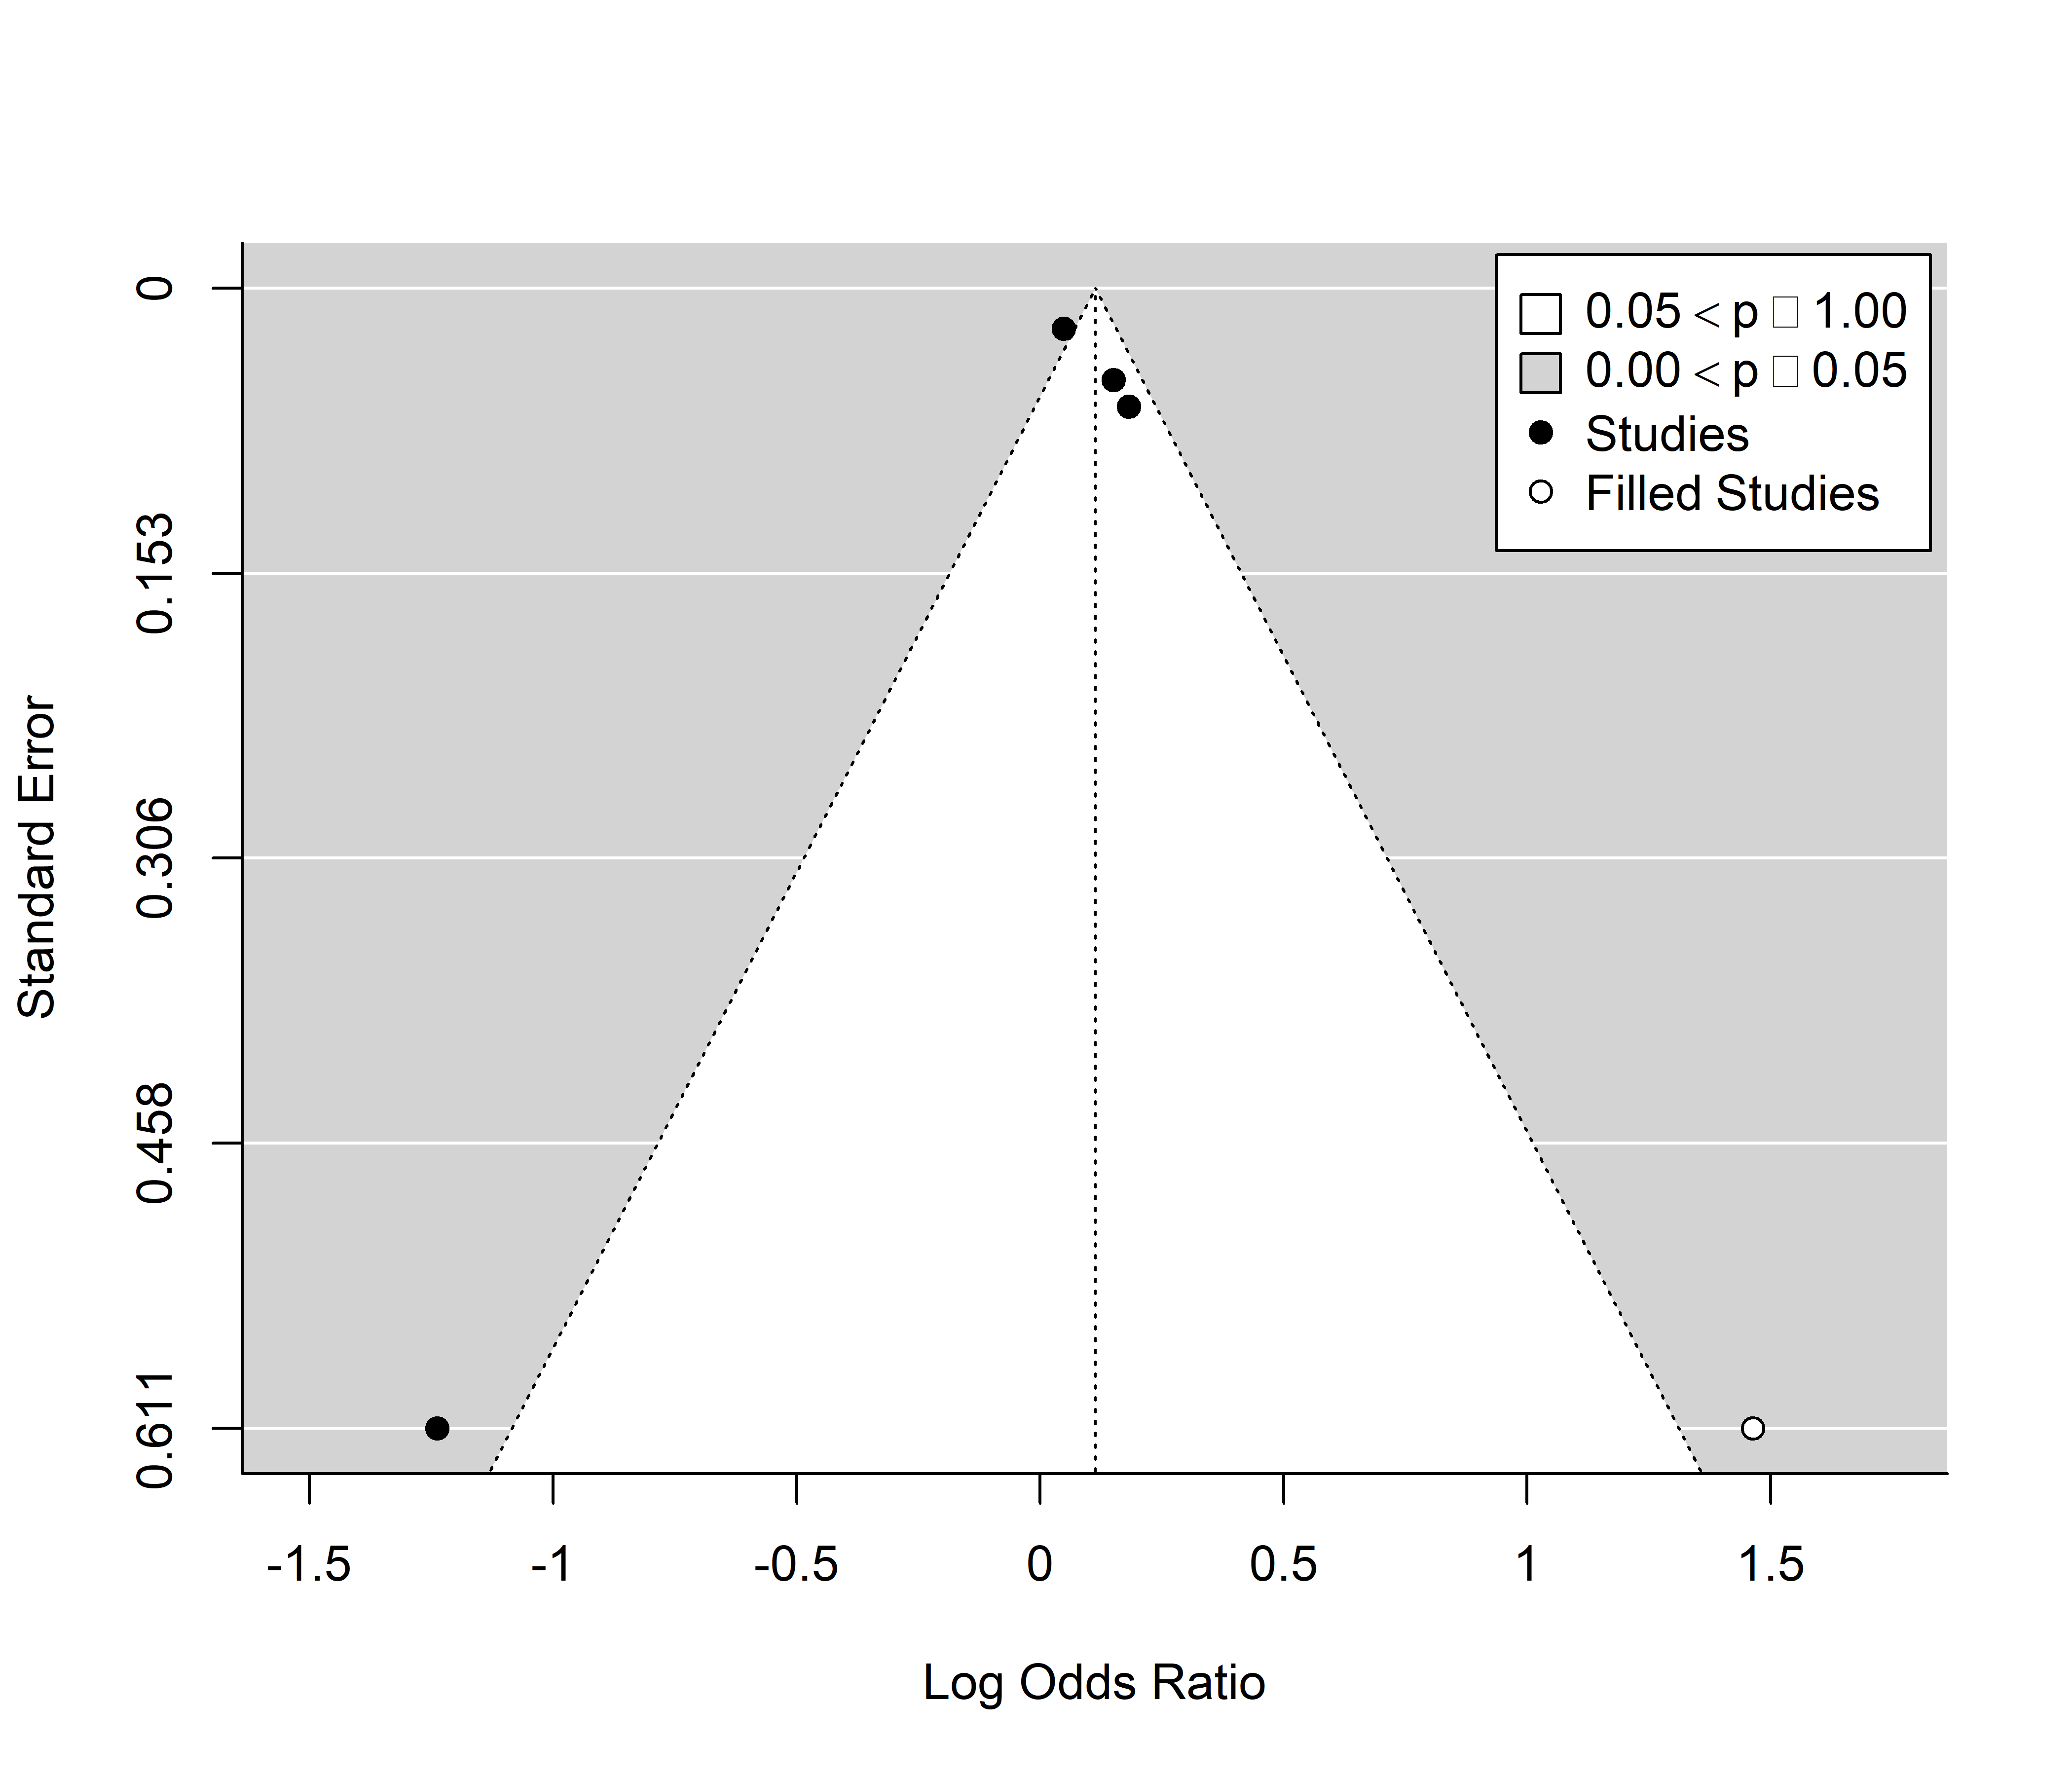 0.05 < p □ 1.00
0.00 < p □ 0.05
Studies
Filled Studies
Standard Error
0
0.153
0.306
0.458
0.611
-1.5 -1 -0.5 0 0.5 1 1.5
Log Odds Ratio